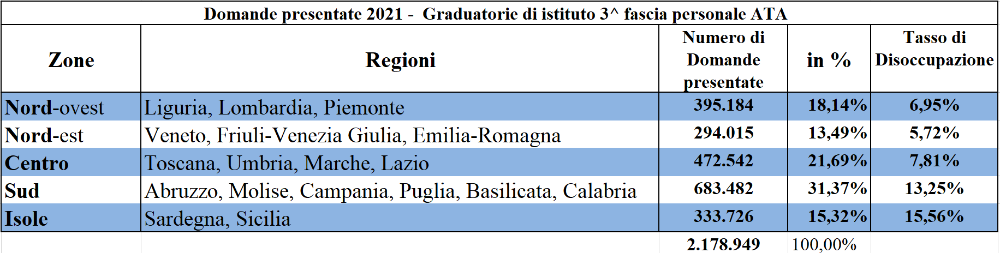 Domande presentate 2021 - Graduatorie di istituto 3^ fascia personale ATA
Zone Regioni Numero di Domande presentate in % Tasso di Disoccupazione
Nord-ovest Liguria, Lombardia, Piemonte 395.184 18,14% 6,95%
Nord-est Veneto, Friuli-Venezia Giulia, Emilia-Romagna 294.015 13,49% 5,72%
Centro Toscana, Umbria, Marche, Lazio 472.542 21,69% 7,81%
Sud Abruzzo, Molise, Campania, Puglia, Basilicata, Calabria 683.482 31,37% 13,25%
Isole Sardegna, Sicilia 333.726 15,32% 15,56%
2.178.949 100,00%